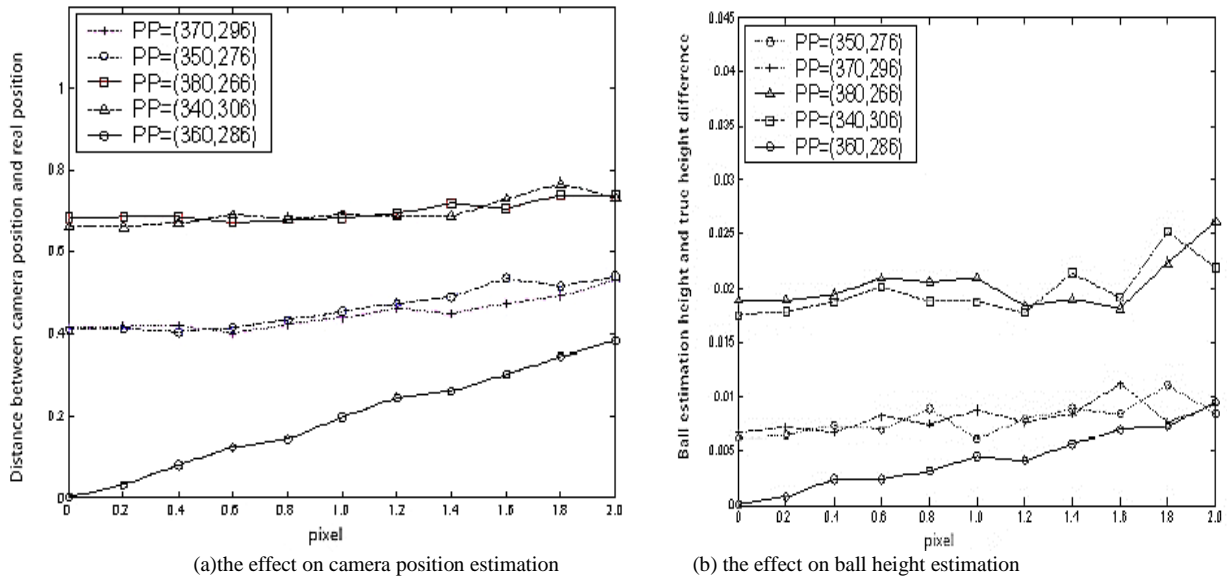 PP=(370,296)
PP=(350,276)
PP=(380,266)
PP=(340,306)
PP=(360,286)
Distance between camera position and real position
1
0.8
0.6
0.4
0.2
0
0 0.2 0.4 0.6 0.8 1.0 1.2 1.4 1.6 1.8 2.0
pixel
(a)the effect on camera position estimation
PP=(350,276)
PP=(370,296)
PP=(380,266)
PP=(340,306)
PP=(360,286)
Ball estimation height and true height difference
0.045
0.04
0.035
0.03
0.025
0.02
0.015
0.01
0.005
0
0 0.2 0.4 0.6 0.8 1.0 1.2 1.4 1.6 1.8 2.0
pixel
(b) the effect on ball height estimation